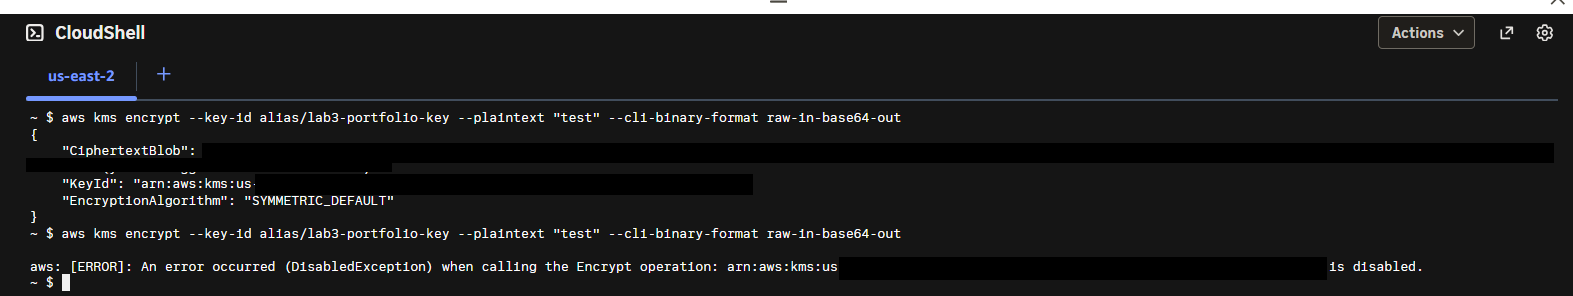 CloudShell
Actions
us-east-2 +
~ $ aws kms encrypt --key-id alias/lab3-portfolio-key --plaintext "test" --cli-binary-format raw-in-base64-out
{
"CiphertextBlob":
"KeyId": "arn:aws:kms:us-
"EncryptionAlgorithm": "SYMMETRIC_DEFAULT"
}
~ $ aws kms encrypt --key-id alias/lab3-portfolio-key --plaintext "test" --cli-binary-format raw-in-base64-out
aws: [ERROR]: An error occurred (DisabledException) when calling the Encrypt operation: arn:aws:kms:us is disabled.
~ $